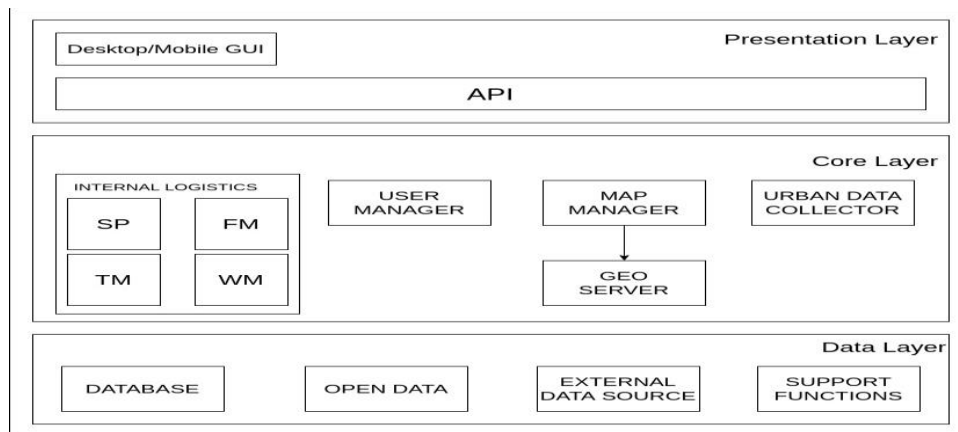 Presentation Layer
Desktop/Mobile GUI
API
Core Layer
INTERNAL LOGISTICS
SP
FM
TM
WM
USER
MANAGER
MAP
MANAGER
GEO
SERVER
URBAN DATA
COLLECTOR
Data Layer
DATABASE
OPEN DATA
EXTERNAL
DATA SOURCE
SUPPORT
FUNCTIONS